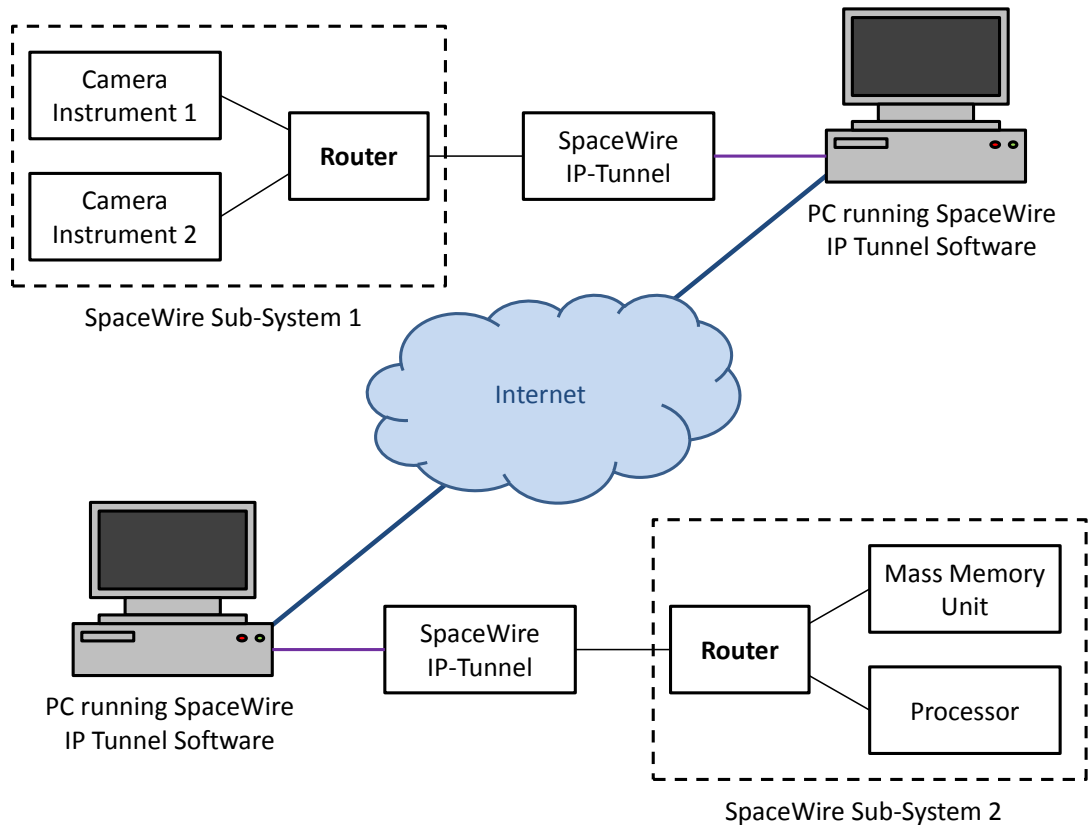 Camera
Instrument 1
Camera
Instrument 2
Router
SpaceWire
IP-Tunnel
PC running SpaceWire
IP Tunnel Software
SpaceWire Sub-System 1
Internet
PC running SpaceWire
IP Tunnel Software
SpaceWire
IP-Tunnel
Router
Mass Memory
Unit
Processor
SpaceWire Sub-System 2